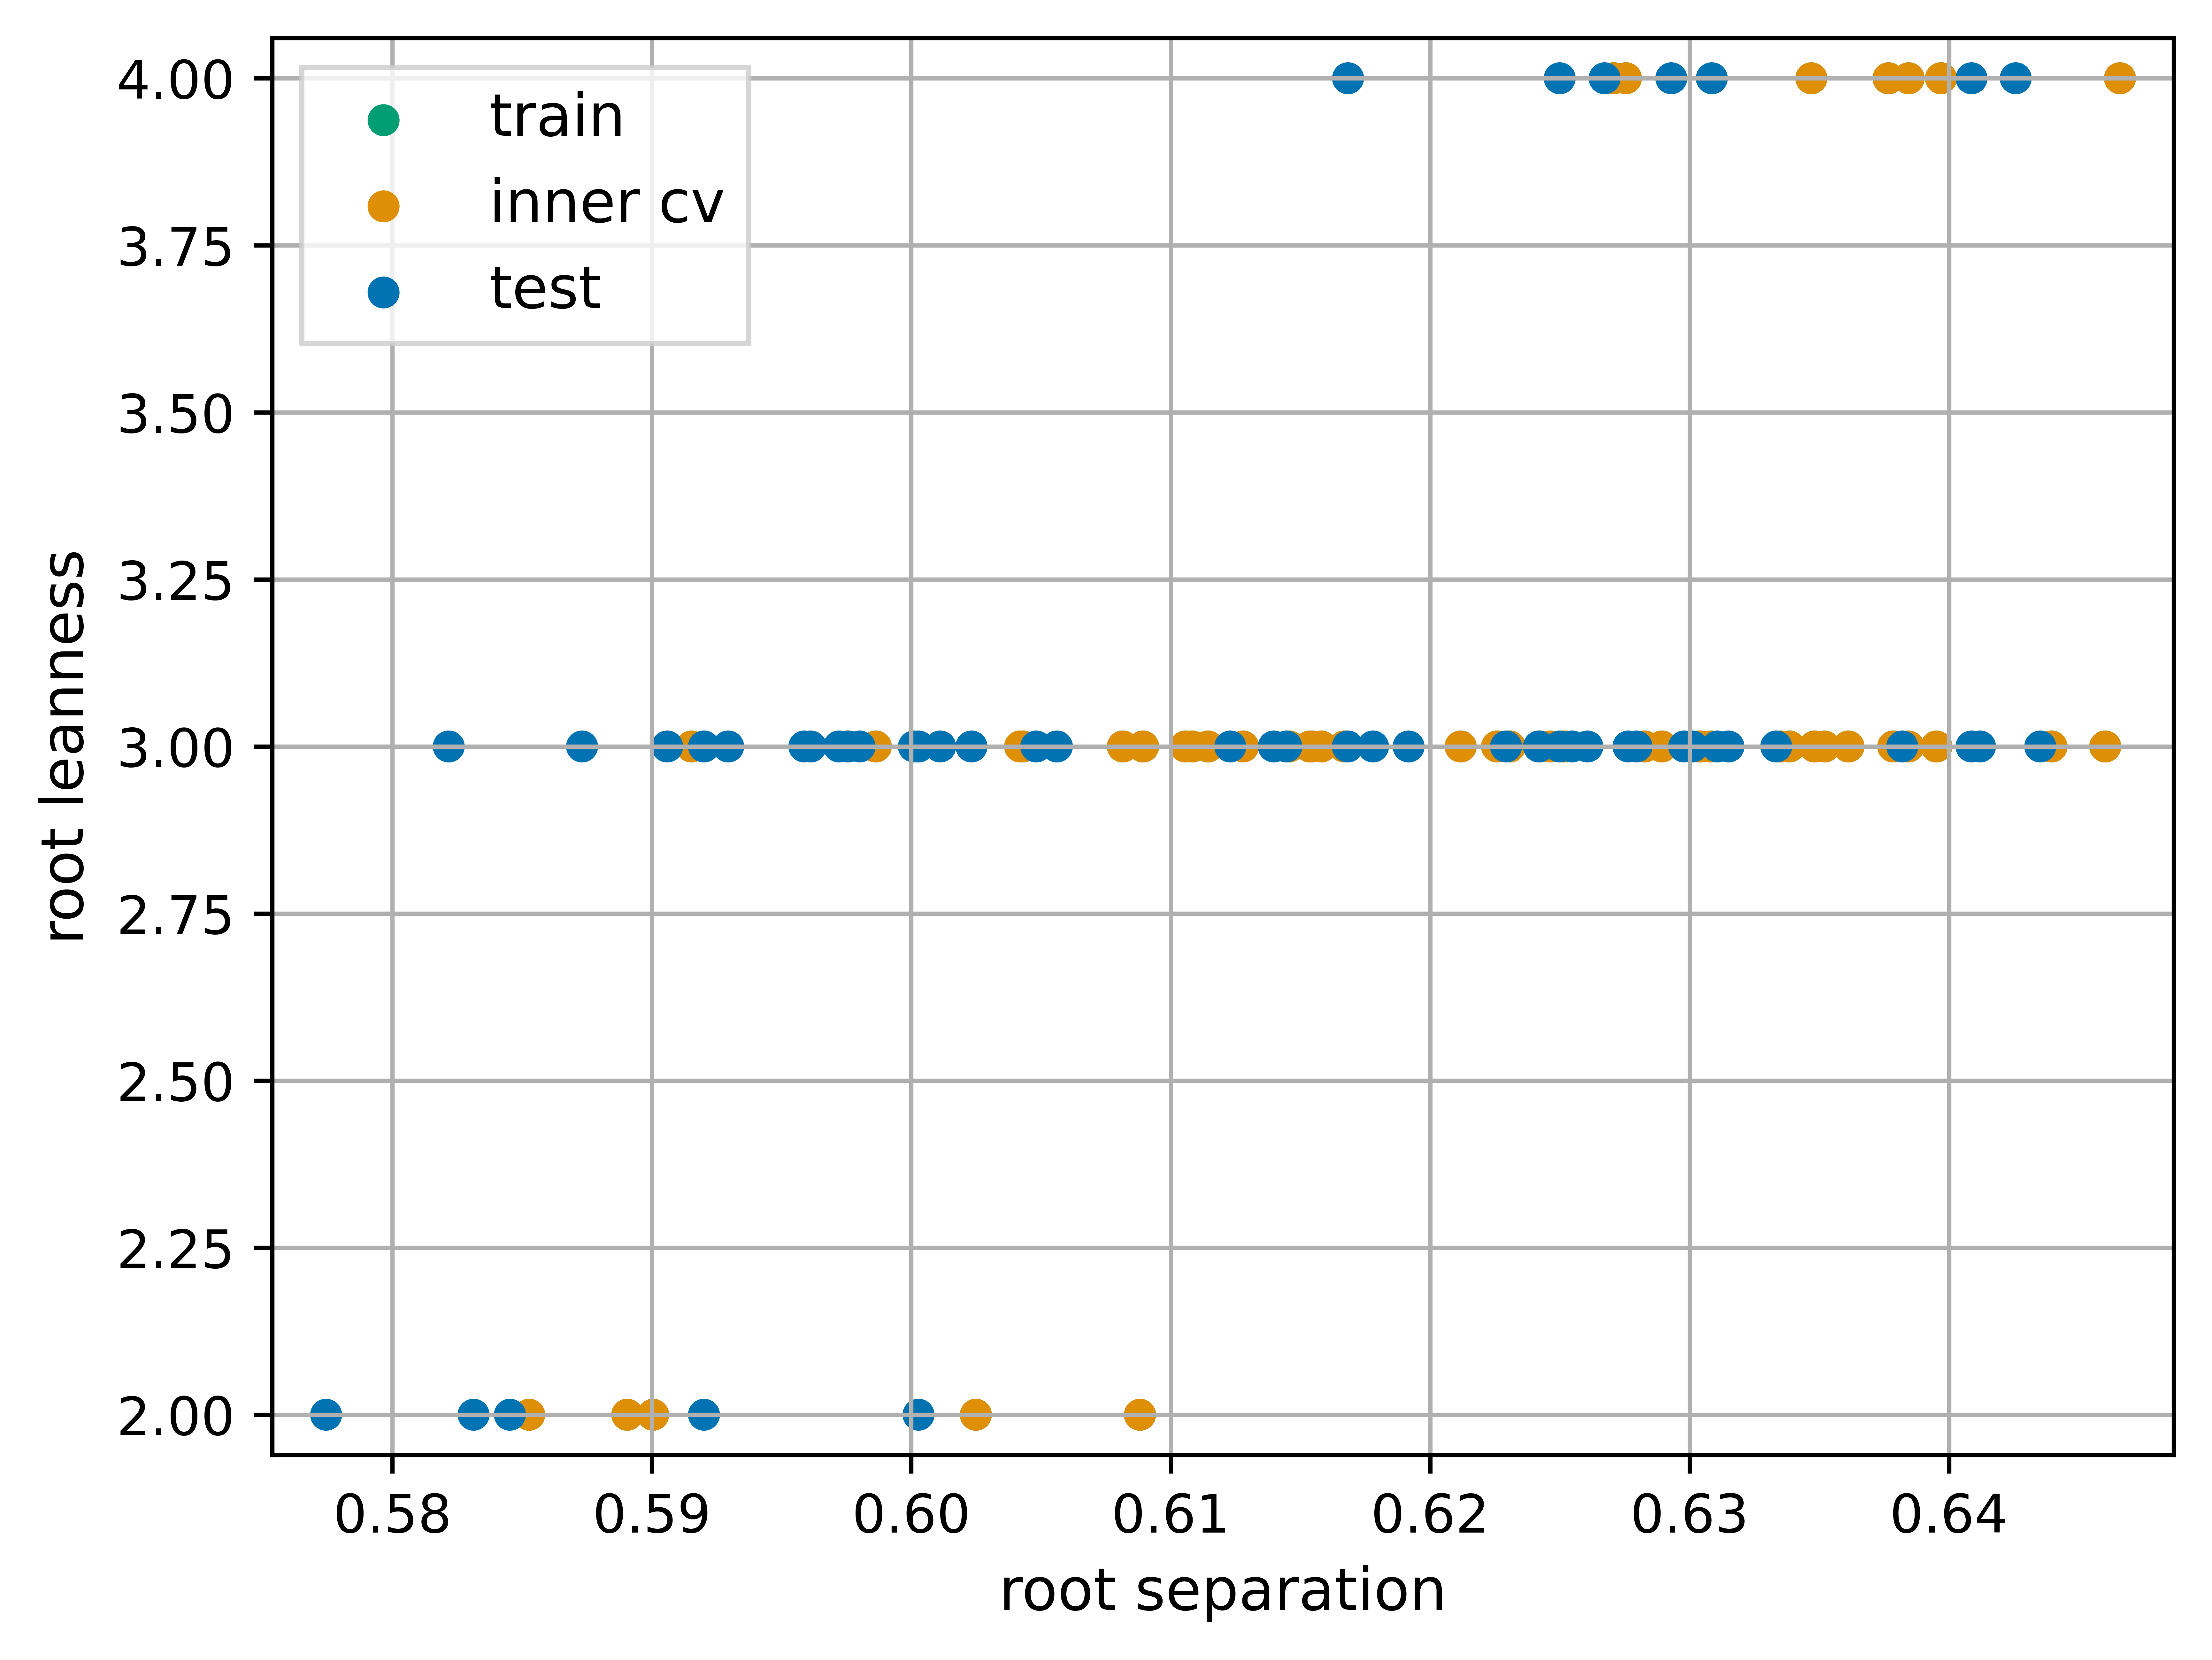 4.00
3.75
3.50
3.25
3.00
2.75
2.50
2.25
2.00
root leanness
train
inner cv
test
0.58 0.59 0.60 0.61 0.62 0.63 0.64
root separation